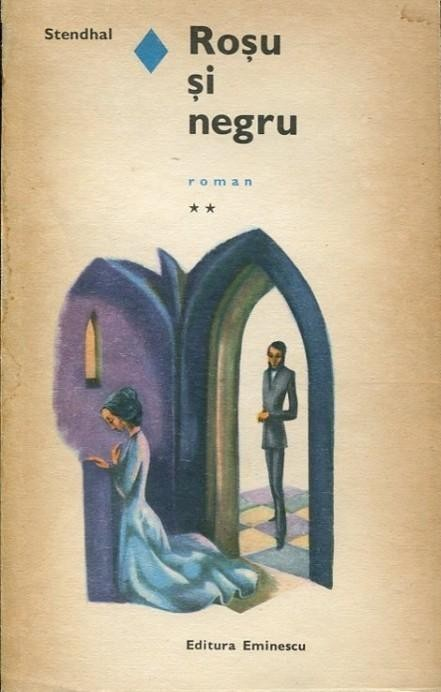 Stendhal
Roșu
și
negru
roman
★★
Editura Eminescu